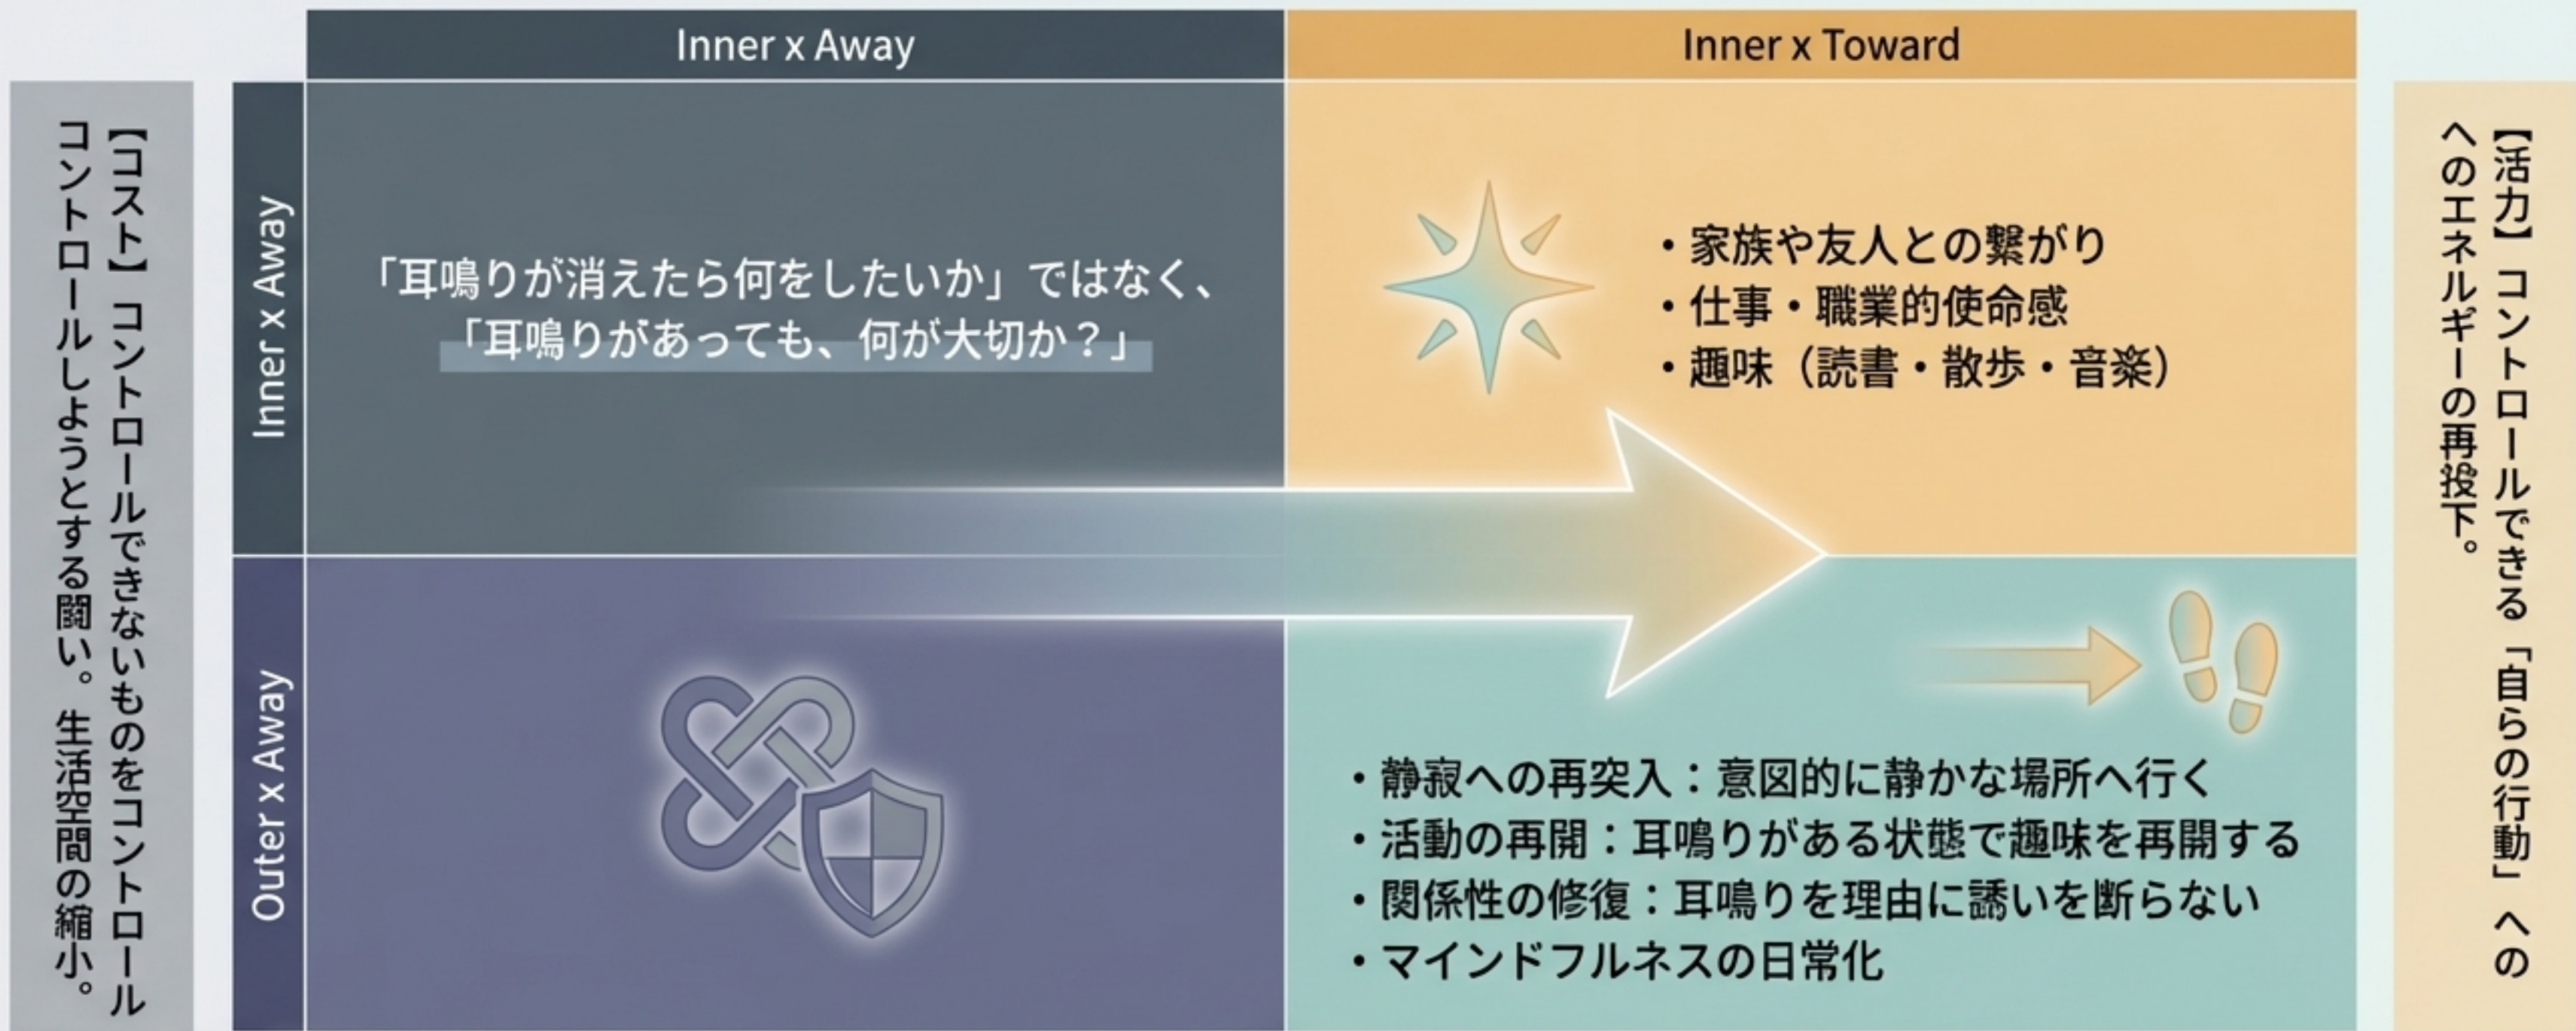 Inner x Away
Inner x Toward
【コスト】コントロールできないものをコントロール
コントロールしようとする闘い。生活空間の縮小。
Inner x Away
「耳鳴りが消えたら何をしたいか」ではなく、
「耳鳴りがあっても、何が大切か？」
・家族や友人との繋がり
・仕事・職業的使命感
・趣味（読書・散歩・音楽）
Outer x Away
・静寂への再突入：意図的に静かな場所へ行く
・活動の再開：耳鳴りがある状態で趣味を再開する
・関係性の修復：耳鳴りを理由に誘いを断らない
・マインドフルネスの日常化
【活力】コントロールできる「自らの行動」への
へのエネルギーの再投下。